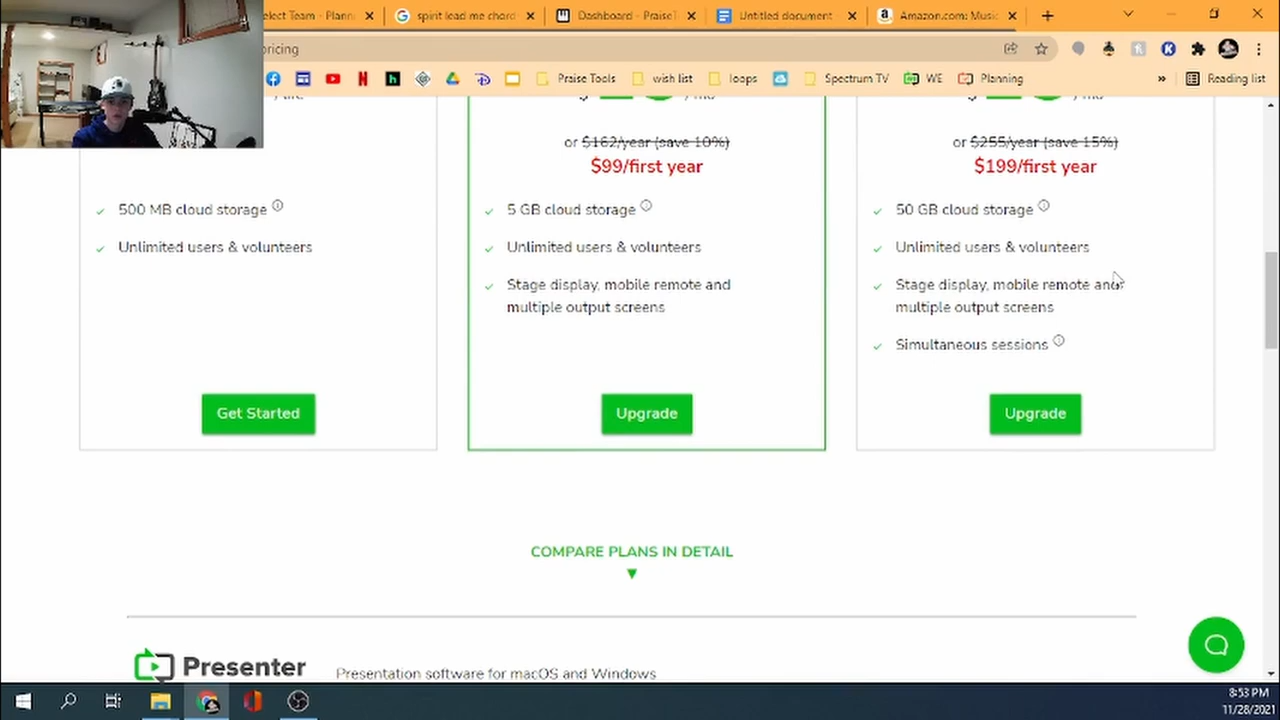 elect Team - Plann
spirit lead me chord
Dashboard - PraiseT
Untitled document
Amazon.com: Music
pricing
Praise Tools
wish list
loops
Spectrum TV
WE
Planning
»
Reading list
or $162/year (save 10%)
$99/first year
or $255/year (save 15%)
$199/first year
500 MB cloud storage
Unlimited users & volunteers
Get Started
5 GB cloud storage
Unlimited users & volunteers
Stage display, mobile remote and
multiple output screens
Upgrade
50 GB cloud storage
Unlimited users & volunteers
Stage display, mobile remote and
multiple output screens
Simultaneous sessions
Upgrade
COMPARE PLANS IN DETAIL
Presenter
Presentation software for macOS and Windows
8:53 PM
11/28/2021